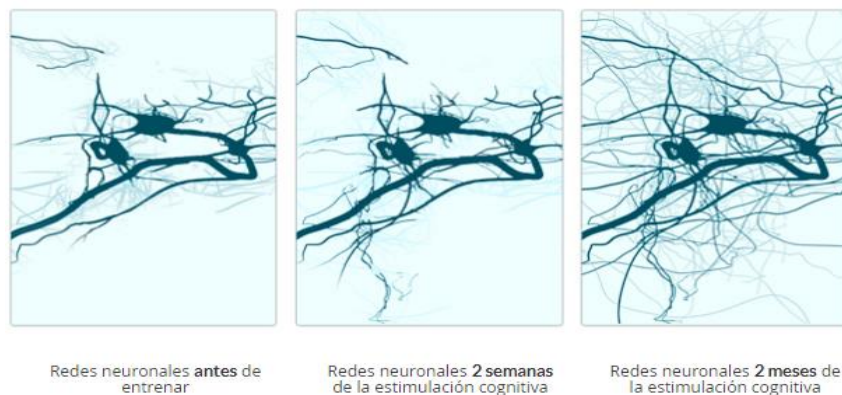 Redes neuronales antes de
entrenar
Redes neuronales 2 semanas
de la estimulación cognitiva
Redes neuronales 2 meses de
la estimulación cognitiva